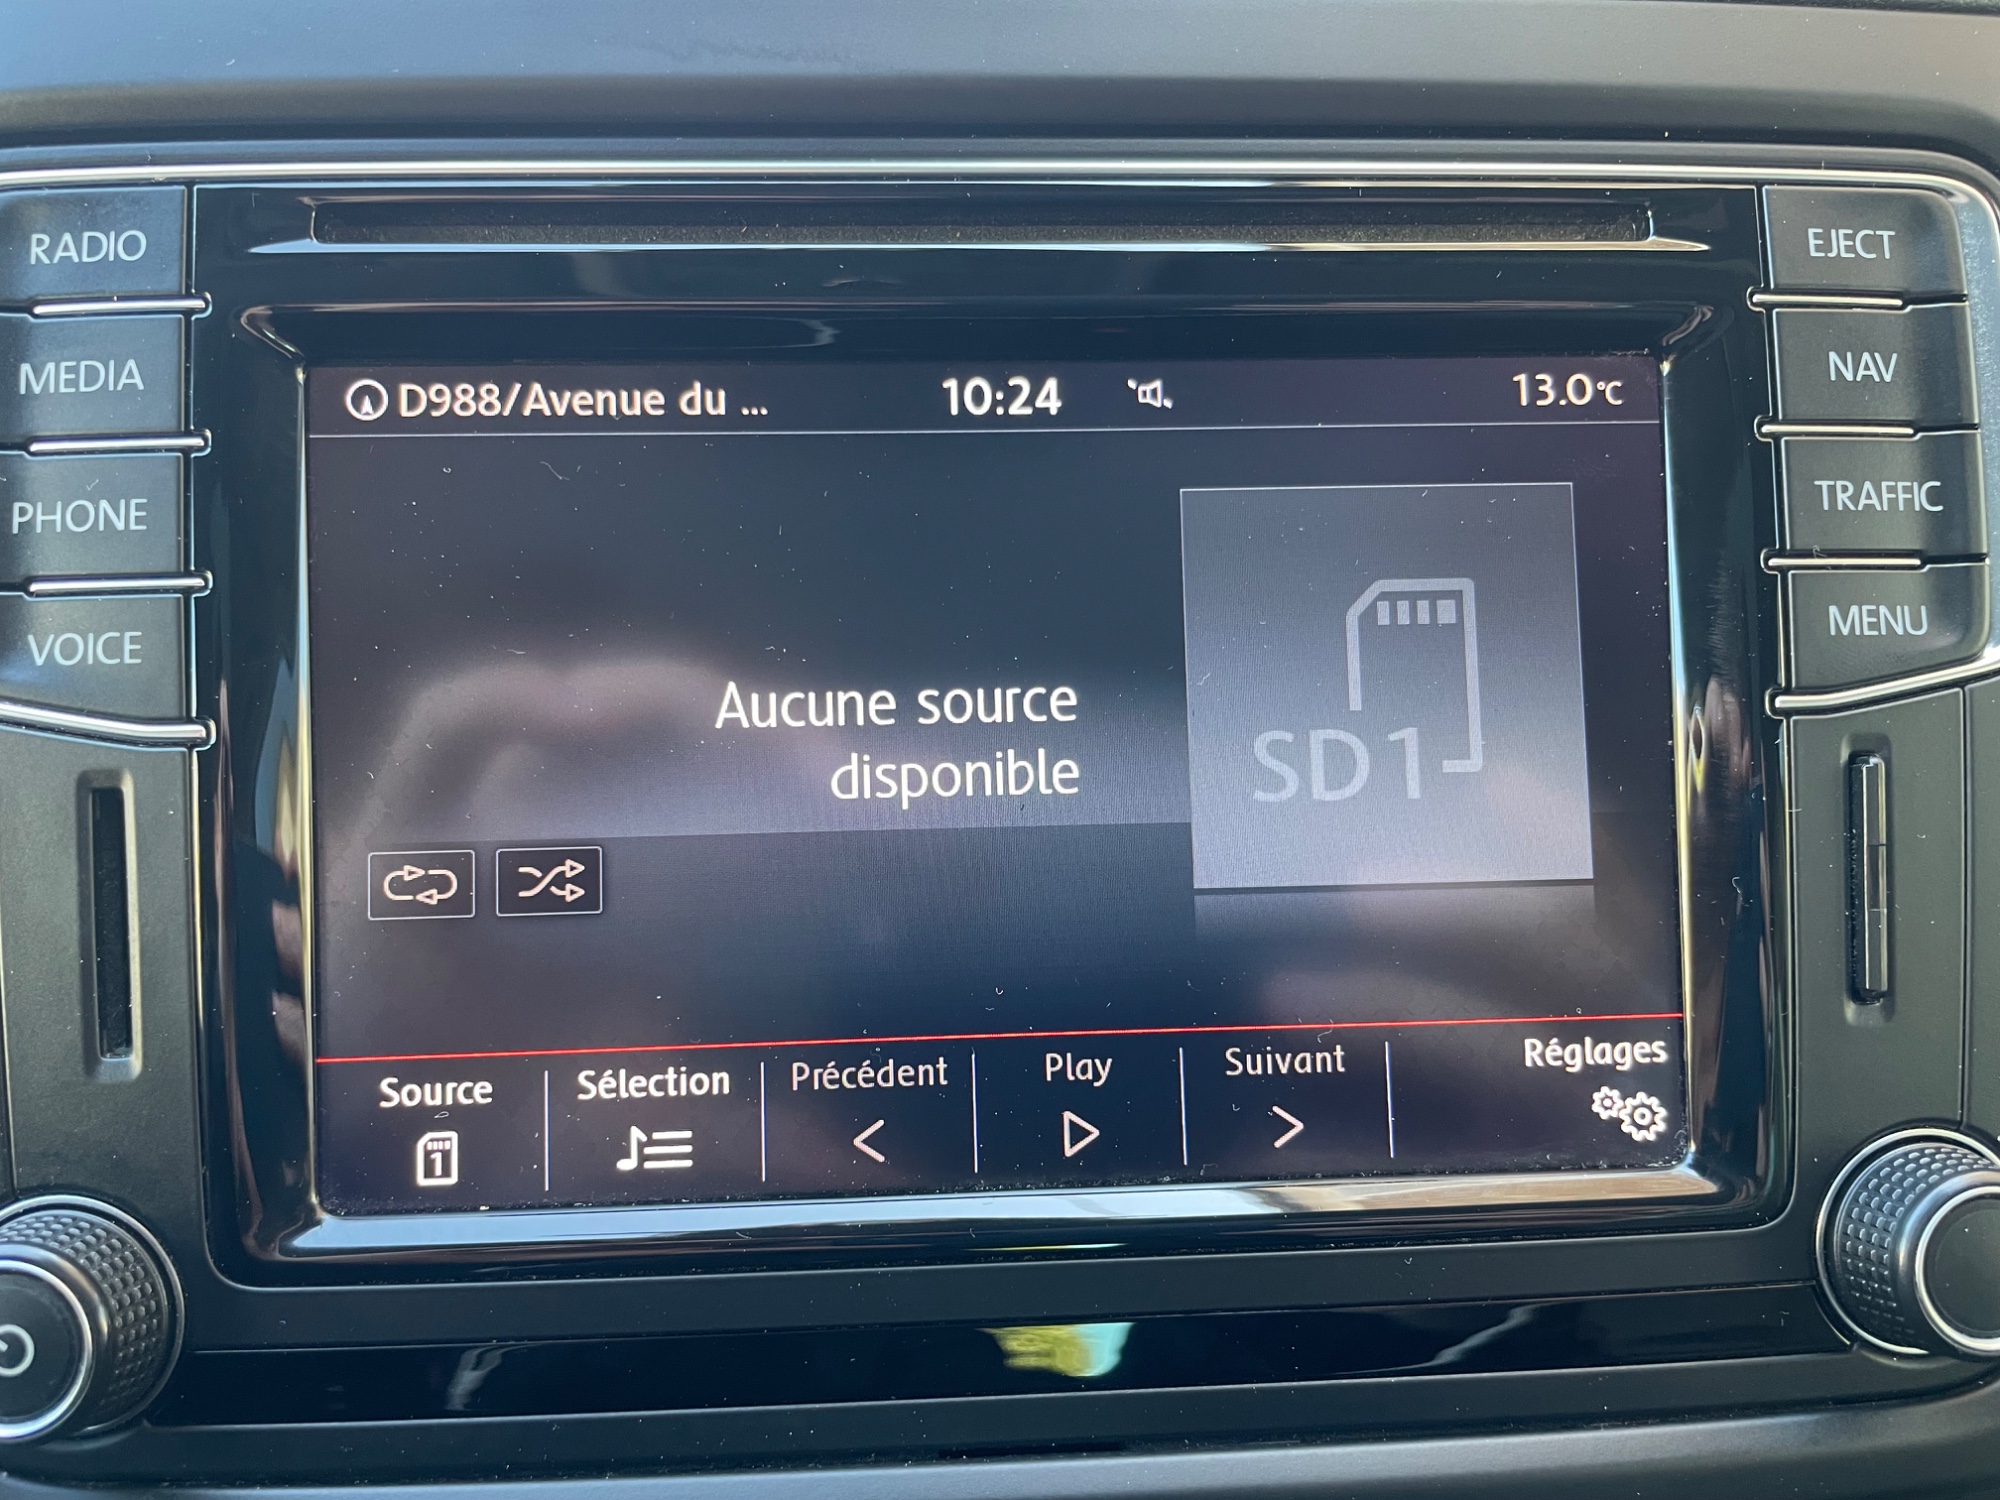 RADIO
MEDIA
PHONE
VOICE
EJECT
NAV
TRAFFIC
MENU
D988/Avenue du ...
10:24
13.0°C
Aucune source
disponible
SD1
Source
1
Sélection
Précédent
Play
Suivant
Réglages